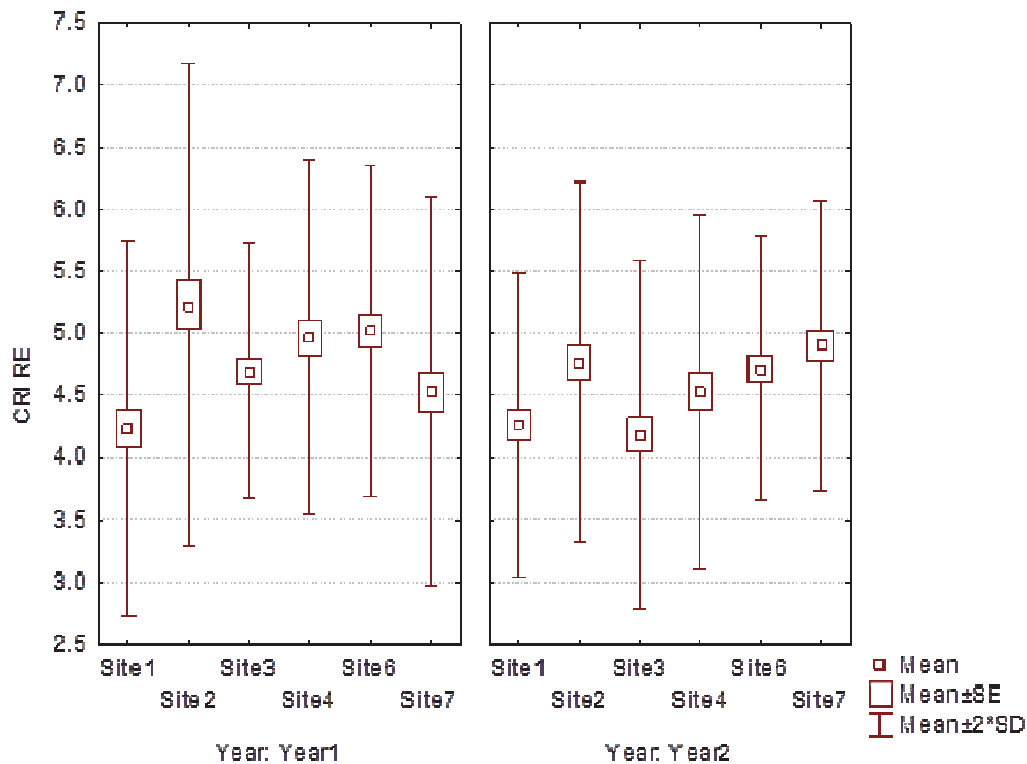 CRI RE
7.5
7.0
6.5
6.0
5.5
5.0
4.5
4.0
3.5
3.0
2.5
Site1 Site3 Site6
Site2 Site4 Site7
Year: Year1
Site1 Site3 Site6
Site2 Site4 Site7
Year: Year2
Mean
Mean±SE
Mean±2*SD